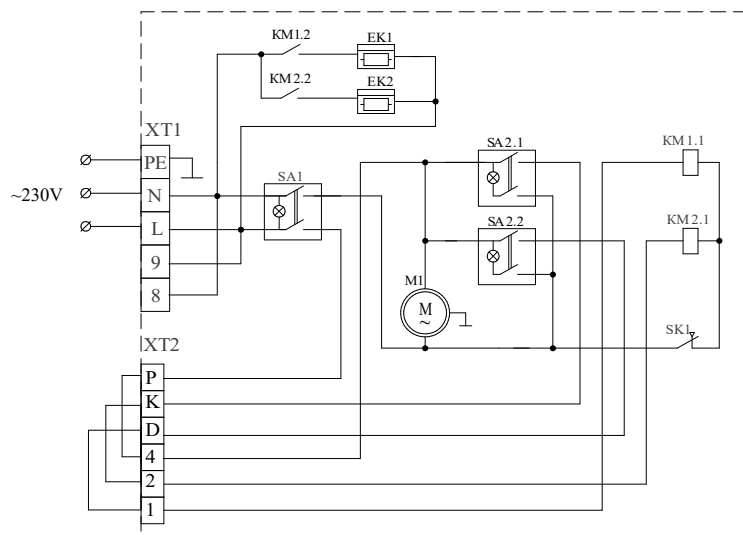 KM1.2
EK1
KM2.2
EK2
XT1
PE
N
L
9
8
~230V
SA1
SA2.1
SA2.2
KM1.1
KM2.1
M1
M
~
SK1
XT2
P
K
D
4
2
1